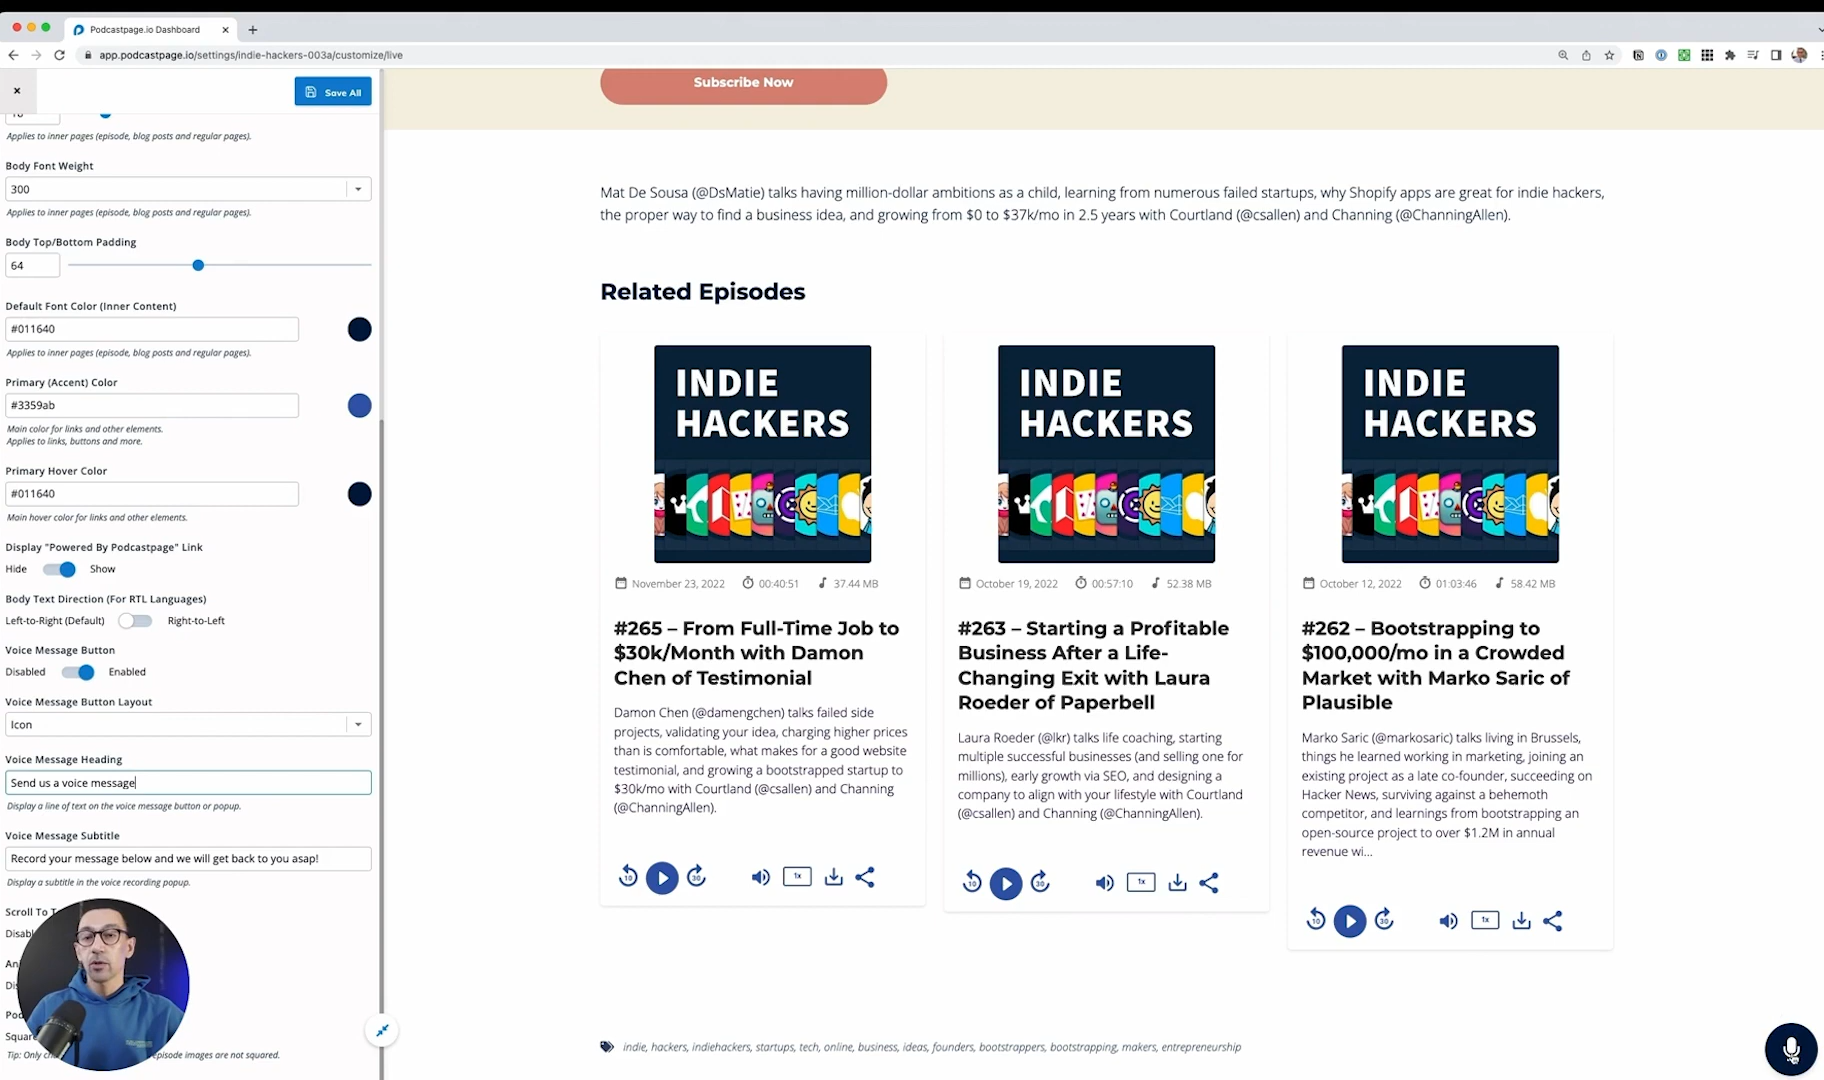 Podcastpage.io Dashboard
app.podcastpage.io/settings/indie-hackers-003a/customize/live
Save All
Applies to inner pages (episode, blog posts and regular pages).
Body Font Weight
300
Applies to inner pages (episode, blog posts and regular pages).
Body Top/Bottom Padding
64
Default Font Color (Inner Content)
#011640
Applies to inner pages (episode, blog posts and regular pages).
Primary (Accent) Color
#3359ab
Main color for links and other elements.
Applies to links, buttons and more.
Primary Hover Color
#011640
Main hover color for links and other elements.
Display "Powered By Podcastpage" Link
Hide Show
Body Text Direction (For RTL Languages)
Left-to-Right (Default) Right-to-Left
Voice Message Button
Disabled Enabled
Voice Message Button Layout
Icon
Voice Message Heading
Send us a voice message
Display a line of text on the voice message button or popup.
Voice Message Subtitle
Record your message below and we will get back to you asap!
Display a subtitle in the voice recording popup.
Scroll To
Tip: Only
episode images are not squared.
Subscribe Now
Mat De Sousa (@DsMatie) talks having million-dollar ambitions as a child, learning from numerous failed startups, why Shopify apps are great for indie hackers,
the proper way to find a business idea, and growing from $0 to $37k/mo in 2.5 years with Courtland (@csallen) and Channing (@ChanningAllen).
Related Episodes
INDIE
HACKERS
November 23, 2022 00:40:51 37.44 MB
#265 – From Full-Time Job to
$30k/Month with Damon
Chen of Testimonial
Damon Chen (@damengchen) talks failed side
projects, validating your idea, charging higher prices
than is comfortable, what makes for a good website
testimonial, and growing a bootstrapped startup to
$30k/mo with Courtland (@csallen) and Channing
(@ChanningAllen).
10 30 1x
INDIE
HACKERS
October 19, 2022 00:57:10 52.38 MB
#263 – Starting a Profitable
Business After a Life-
Changing Exit with Laura
Roeder of Paperbell
Laura Roeder (@lkr) talks life coaching, starting
multiple successful businesses (and selling one for
millions), early growth via SEO, and designing a
company to align with your lifestyle with Courtland
(@csallen) and Channing (@ChanningAllen).
10 30 1x
INDIE
HACKERS
October 12, 2022 01:03:46 58.42 MB
#262 – Bootstrapping to
$100,000/mo in a Crowded
Market with Marko Saric of
Plausible
Marko Saric (@markosaric) talks living in Brussels,
things he learned working in marketing, joining an
existing project as a late co-founder, succeeding on
Hacker News, surviving against a behemoth
competitor, and learnings from bootstrapping an
open-source project to over $1.2M in annual
revenue wi...
10 30 1x
indie, hackers, indiehackers, startups, tech, online, business, ideas, founders, bootstrappers, bootstrapping, makers, entrepreneurship